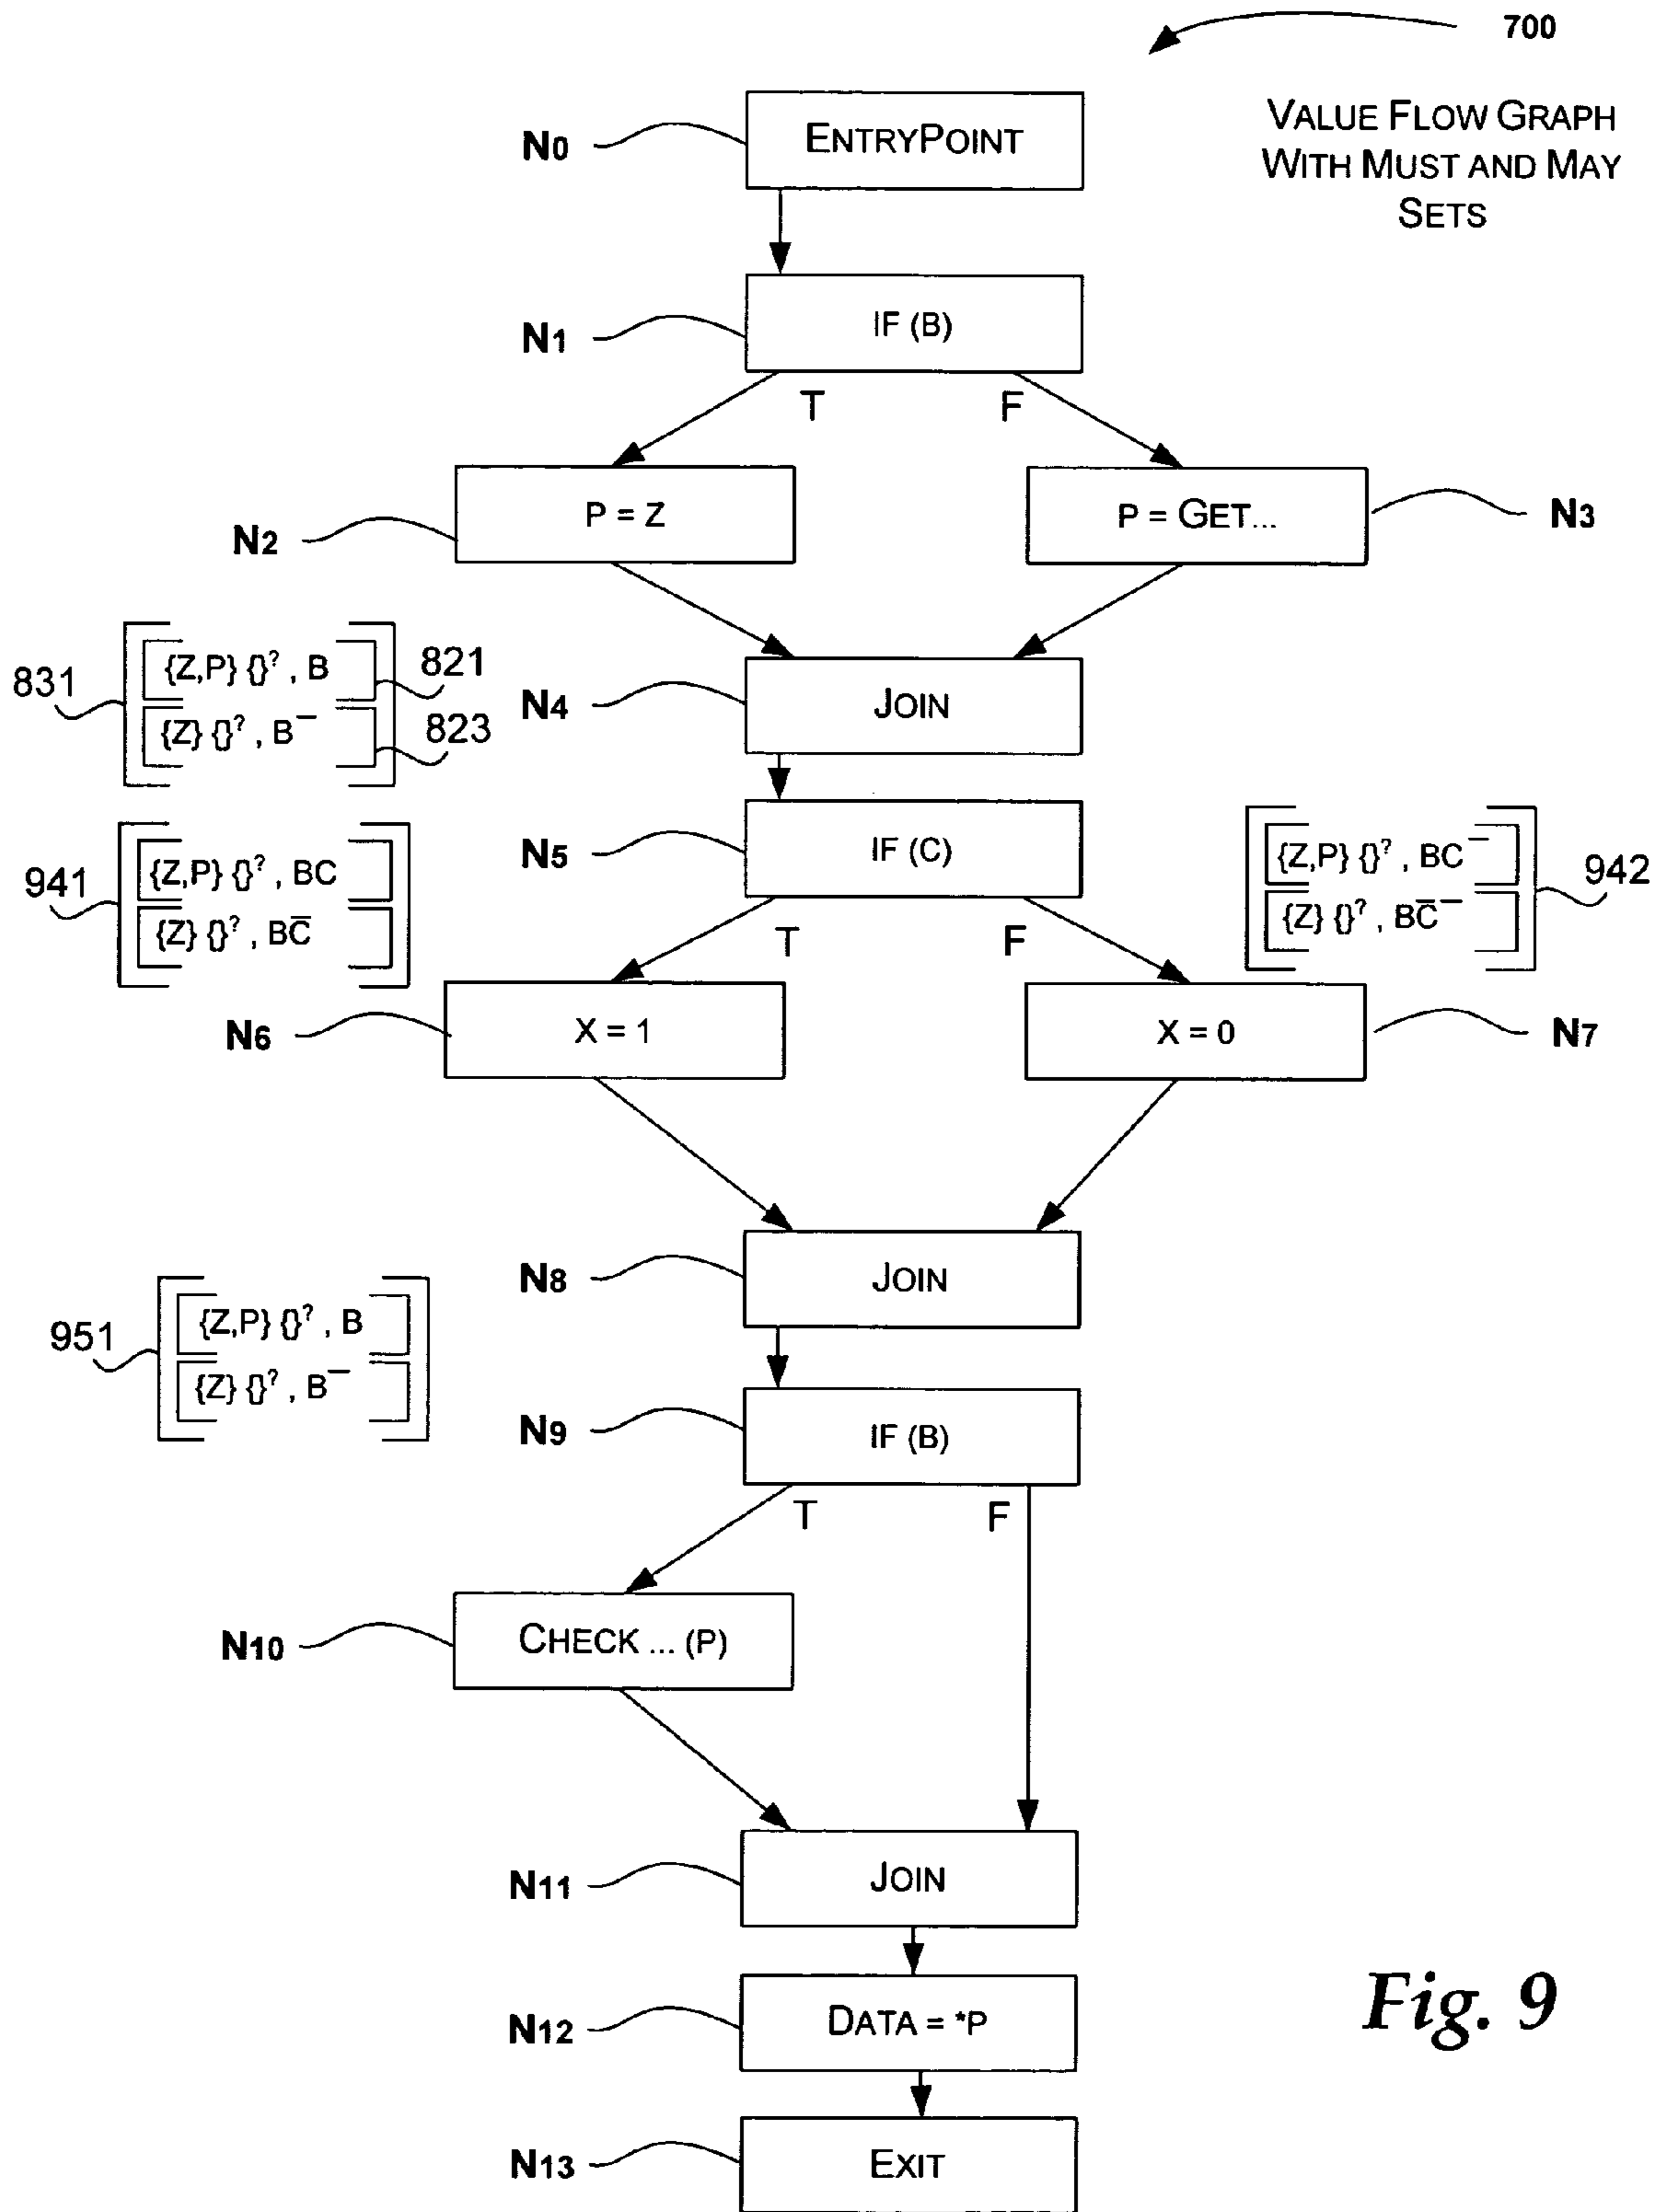 700
VALUE FLOW GRAPH
WITH MUST AND MAY
SETS
N0
ENTRYPOINT
N1
IF (B)
T
F
N2
P = Z
P = GET...
N3
831
{Z,P} {}? , B
821
{Z} {}? , B‾
823
N4
JOIN
N5
IF (C)
941
{Z,P} {}? , BC
{Z} {}? , BC̅
{Z,P} {}? , BC‾
{Z} {}? , BC̅‾
942
T
F
N6
X = 1
X = 0
N7
N8
JOIN
951
{Z,P} {}? , B
{Z} {}? , B‾
N9
IF (B)
T
F
N10
CHECK ... (P)
N11
JOIN
N12
DATA = *P
N13
EXIT
Fig. 9